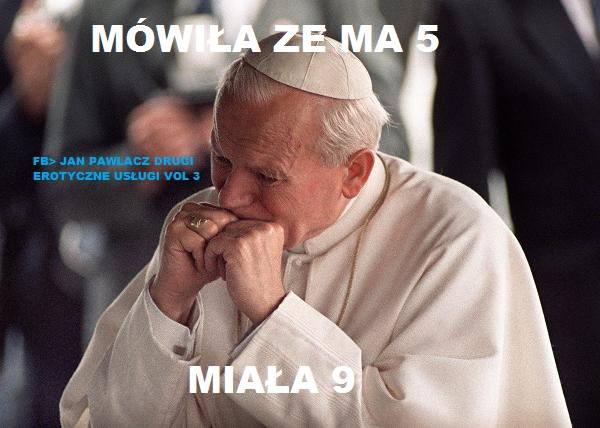 MÓWIŁA ZE MA 5
FB> JAN PAWLACZ DRUGI
EROTYCZNE USŁUGI VOL 3
MIAŁA 9